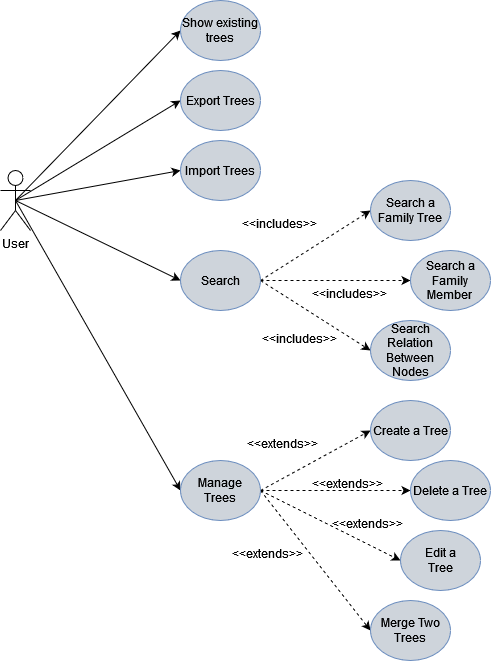 Show existing
trees
Export Trees
Import Trees
User
Search
<<includes>>
Search a
Family Tree
<<includes>>
Search a
Family
Member
<<includes>>
Search
Relation
Between
Nodes
Manage
Trees
<<extends>>
Create a Tree
<<extends>>
Delete a Tree
<<extends>>
Edit a
Tree
<<extends>>
Merge Two
Trees